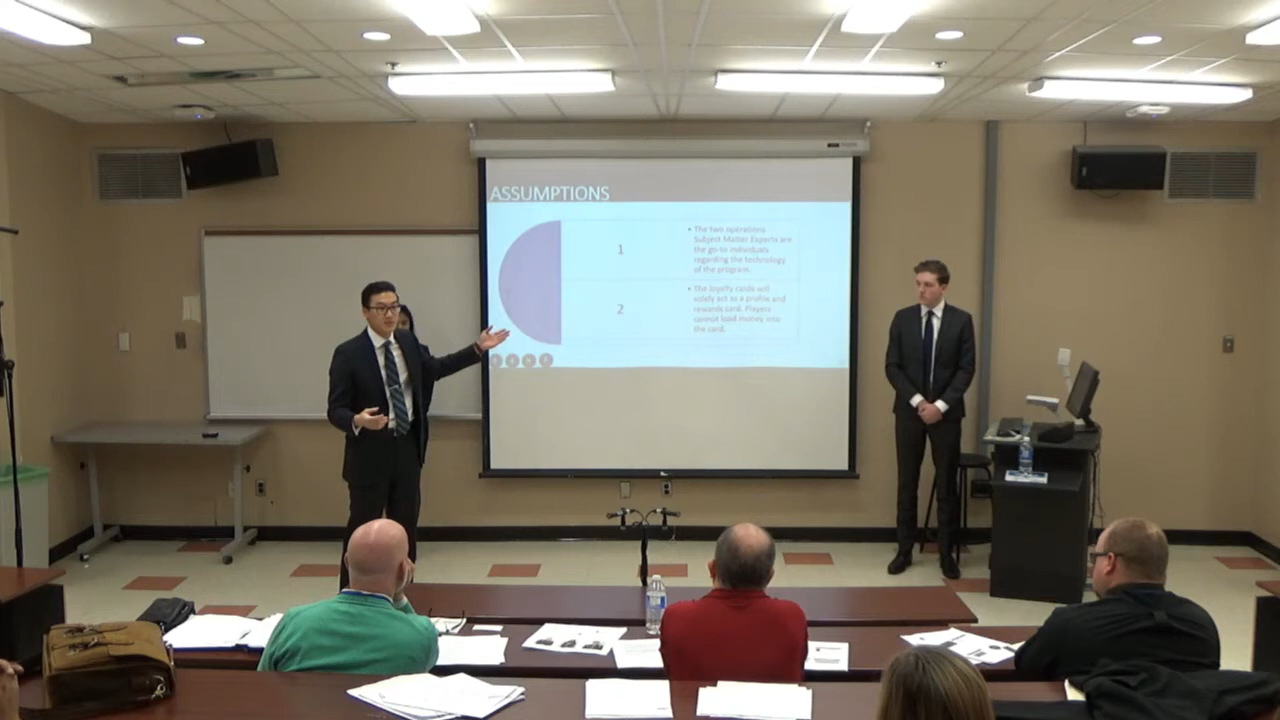 ASSUMPTIONS
1
• The two operations
Subject Matter Experts are
the go-to individuals
regarding the technology
of the program.
2
• The loyalty cards will
solely act as a profile and
rewards card. Players
cannot load money into
the card.